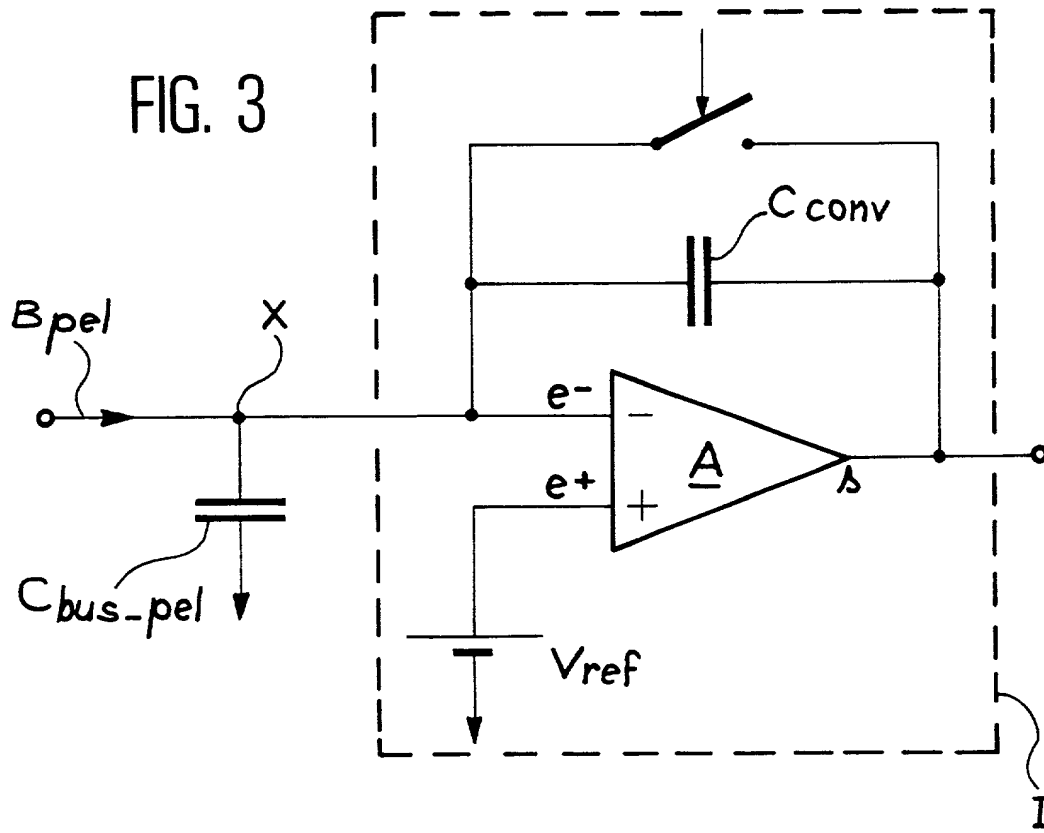 FIG. 3
C conv
Bpel
X
e-
−
A
s
e+
+
Cbus_pel
Vref
I